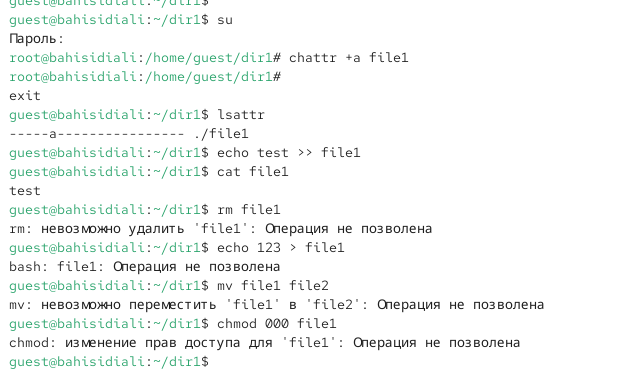 guest@bahisidiali:~/dir1$
guest@bahisidiali:~/dir1$ su
Пароль:
root@bahisidiali:/home/guest/dir1# chattr +a file1
root@bahisidiali:/home/guest/dir1#
exit
guest@bahisidiali:~/dir1$ lsattr
-----a---------------- ./file1
guest@bahisidiali:~/dir1$ echo test >> file1
guest@bahisidiali:~/dir1$ cat file1
test
guest@bahisidiali:~/dir1$ rm file1
rm: невозможно удалить 'file1': Операция не позволена
guest@bahisidiali:~/dir1$ echo 123 > file1
bash: file1: Операция не позволена
guest@bahisidiali:~/dir1$ mv file1 file2
mv: невозможно переместить 'file1' в 'file2': Операция не позволена
guest@bahisidiali:~/dir1$ chmod 000 file1
chmod: изменение прав доступа для 'file1': Операция не позволена
guest@bahisidiali:~/dir1$